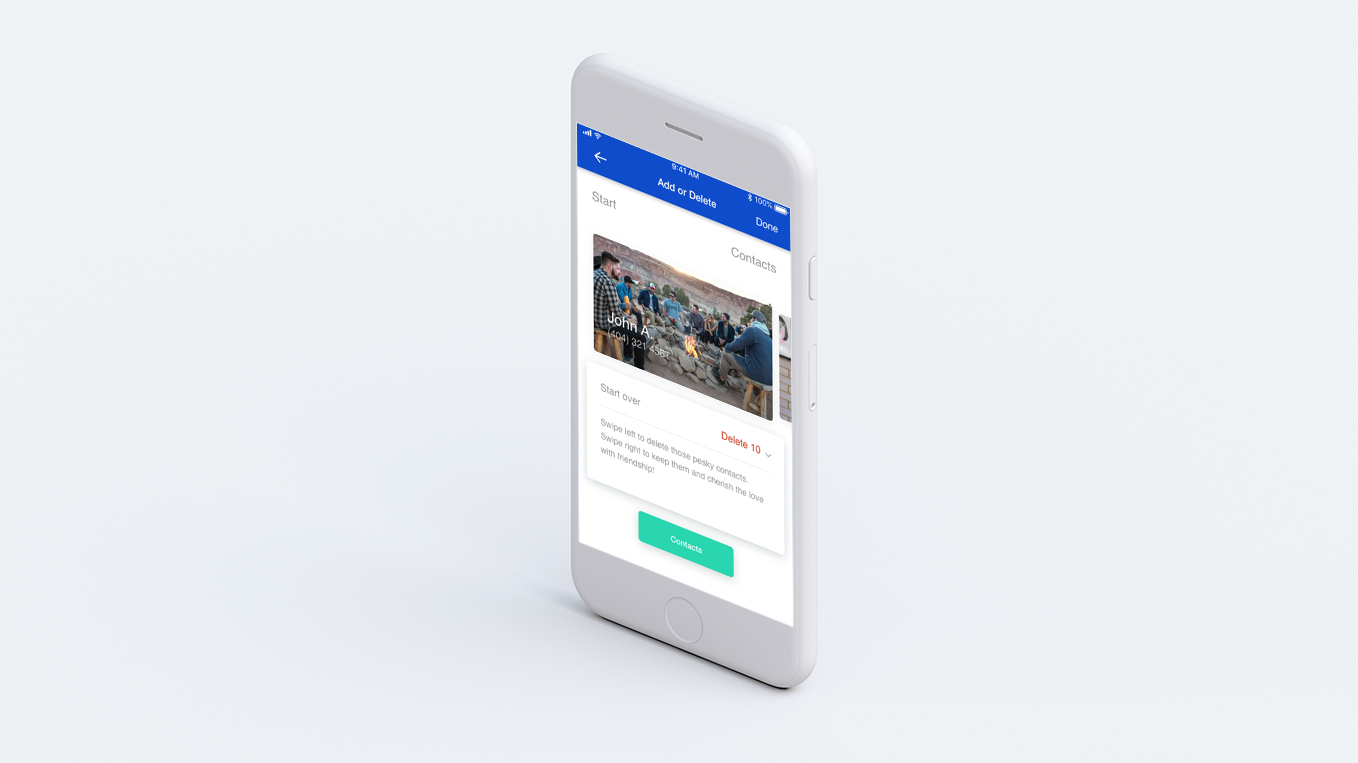 9:41 AM
100%
Add or Delete
Done
Start
Contacts
John A.
(404) 321 4567
Start over
Delete 10
Swipe left to delete those pesky contacts.
Swipe right to keep them and cherish the love
with friendship!
Contacts